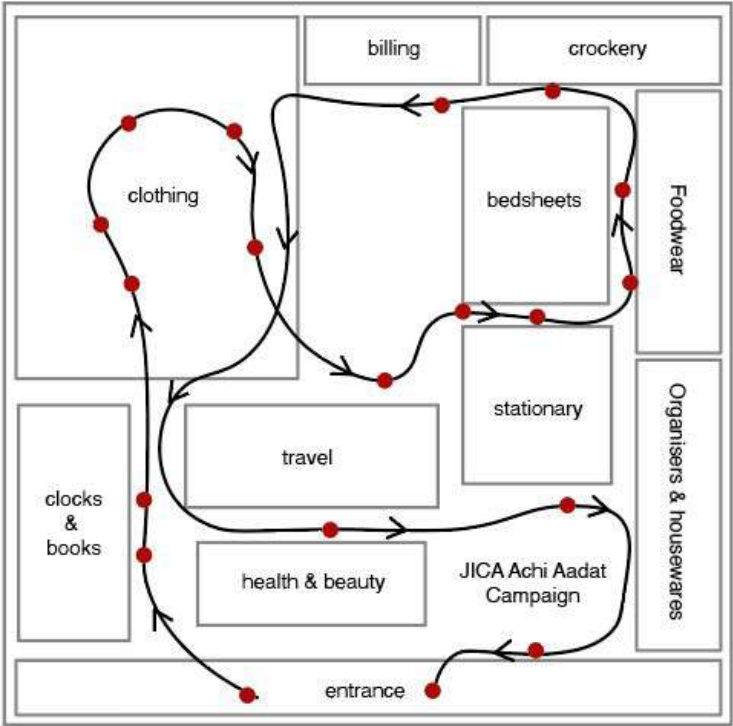 billing
crockery
clothing
bedsheets
Foodwear
stationary
travel
Organisers & housewares
clocks
&
books
health & beauty
JICA Achi Aadat
Campaign
entrance